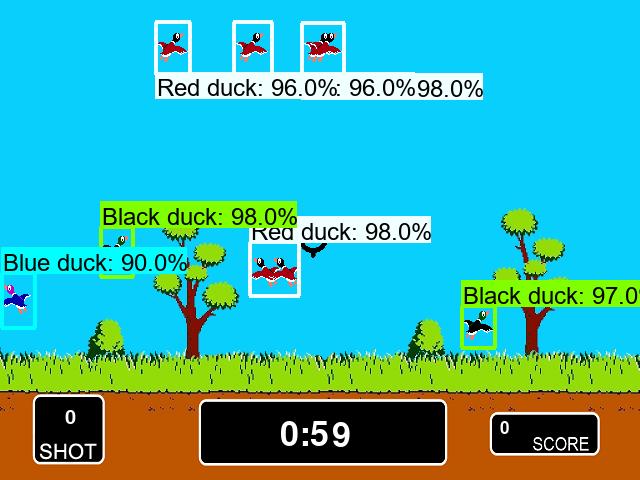 Red duck: 96.0%: 96.0%98.0%
Black duck: 98.0%
Red duck: 98.0%
Blue duck: 90.0%
Black duck: 97.0
0
SHOT
0:59
0
SCORE